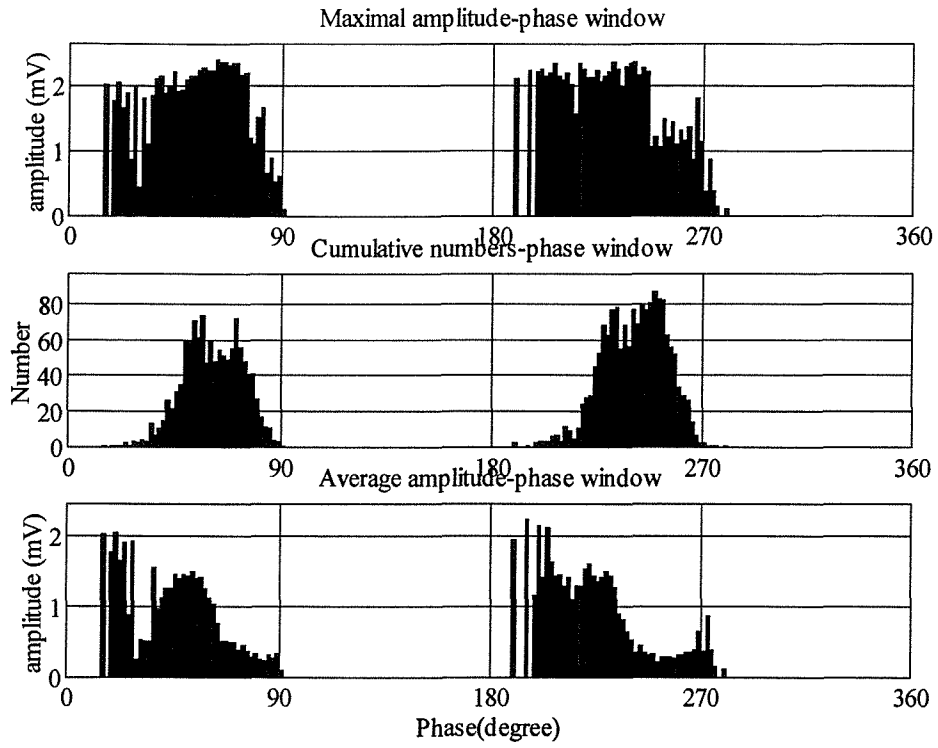 Maximal amplitude-phase window
amplitude (mV)
2
1
0
0 90 180 270 360
Cumulative numbers-phase window
Number
80
60
40
20
0
0 90 180 270 360
Average amplitude-phase window
amplitude (mV)
2
1
0
0 90 180 270 360
Phase(degree)